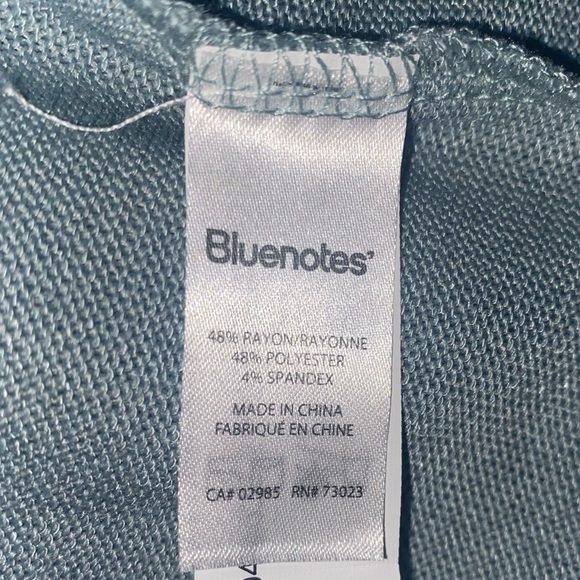 Bluenotes'
48% RAYON/RAYONNE
48% POLYESTER
4% SPANDEX
MADE IN CHINA
FABRIQUÉ EN CHINE
CA# 02985 RN# 73023